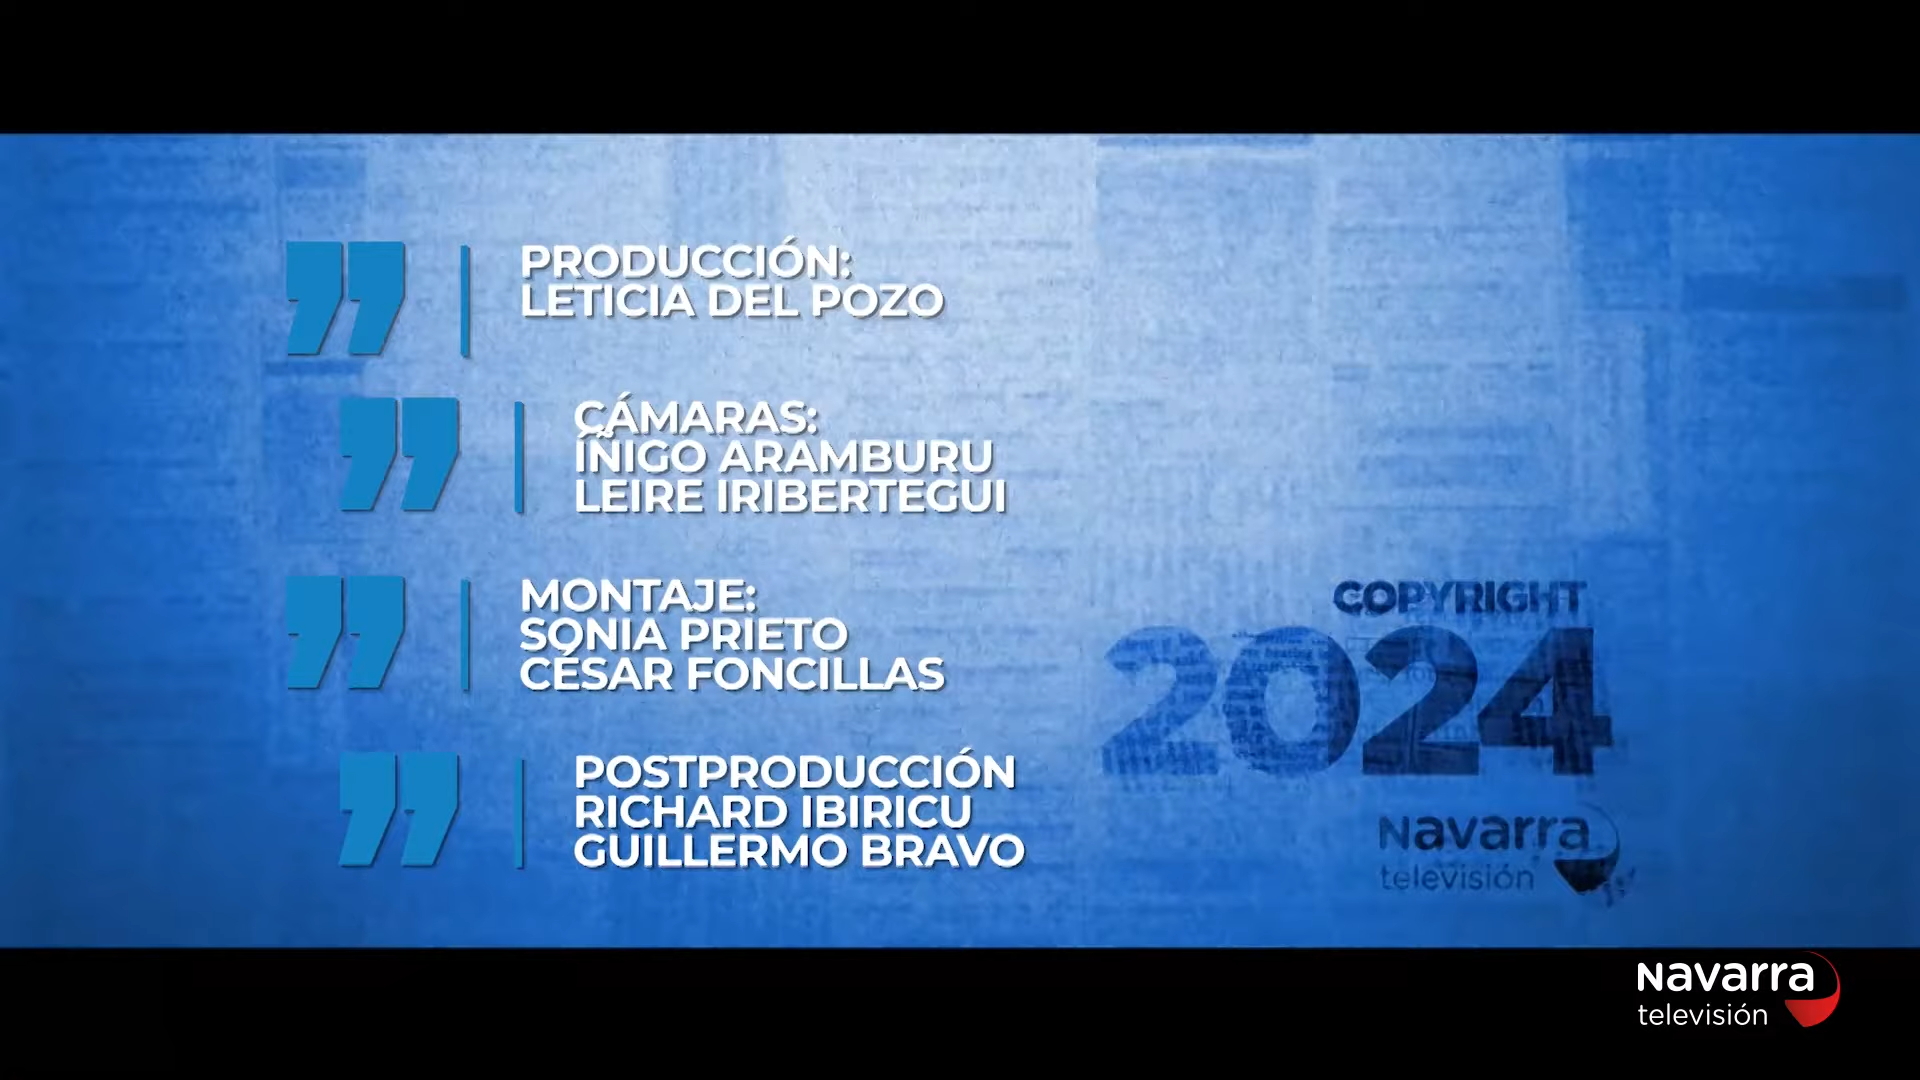 PRODUCCIÓN:
LETICIA DEL POZO
CÁMARAS:
ÍÑIGO ARAMBURU
LEIRE IRIBERTEGUI
MONTAJE:
SONIA PRIETO
CÉSAR FONCILLAS
POSTPRODUCCIÓN
RICHARD IBIRICU
GUILLERMO BRAVO
COPYRIGHT
2024
Navarra
televisión
Navarra
televisión